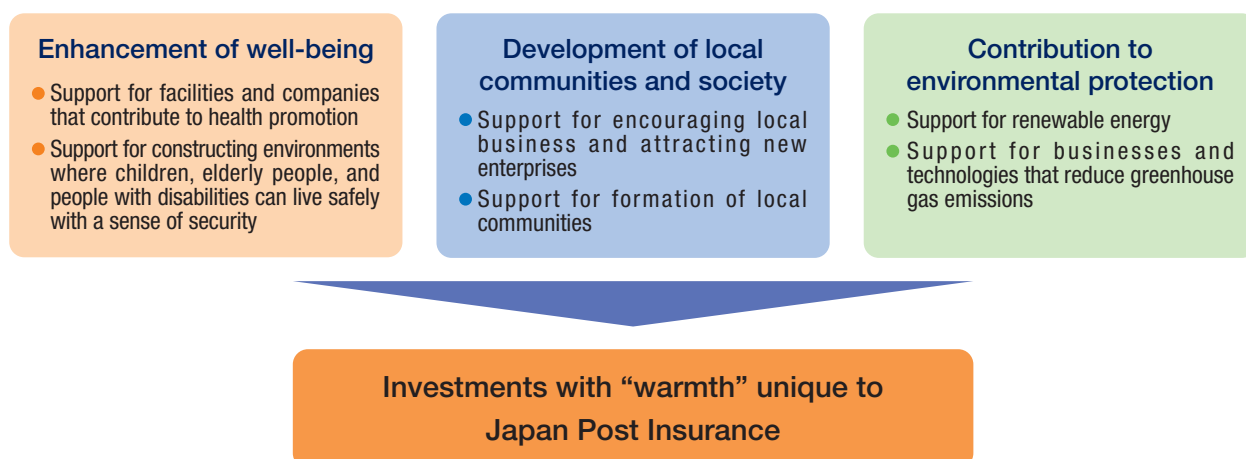 Enhancement of well-being
● Support for facilities and companies
that contribute to health promotion
● Support for constructing environments
where children, elderly people, and
people with disabilities can live safely
with a sense of security
Development of local
communities and society
● Support for encouraging local
business and attracting new
enterprises
● Support for formation of local
communities
Contribution to
environmental protection
● Support for renewable energy
● Support for businesses and
technologies that reduce greenhouse
gas emissions
Investments with “warmth” unique to
Japan Post Insurance